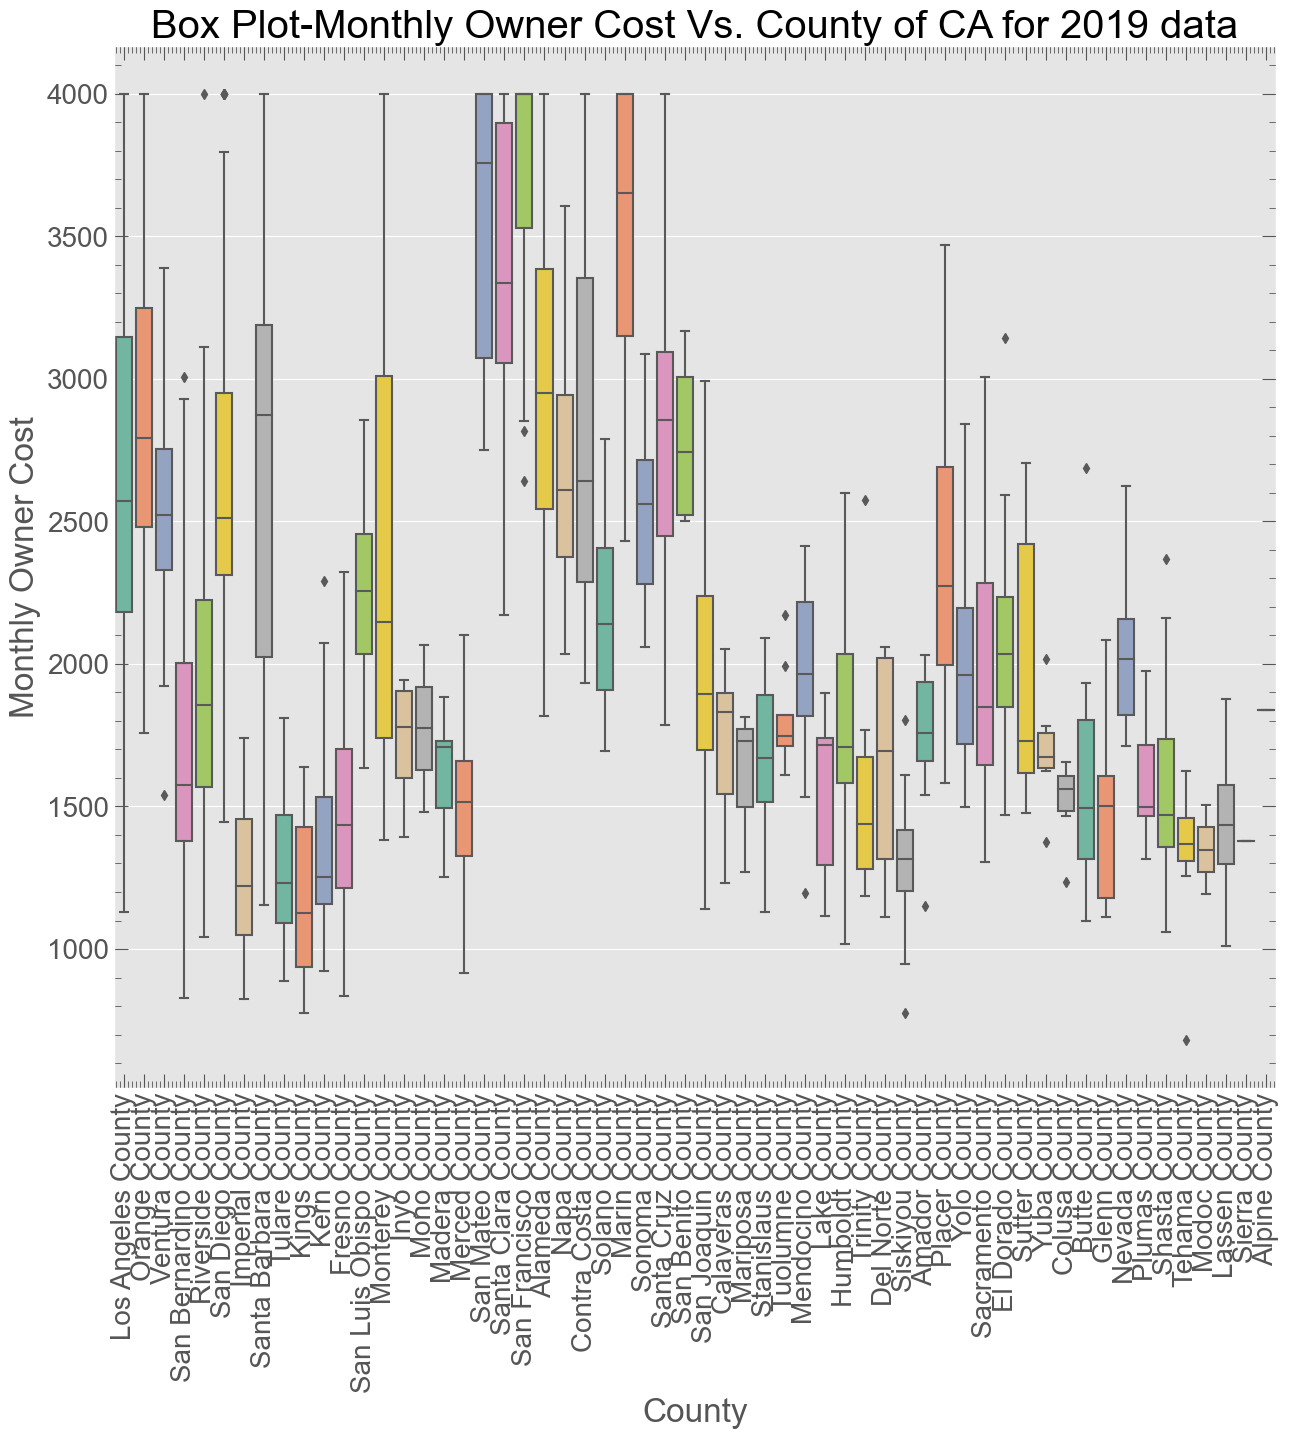 Box Plot-Monthly Owner Cost Vs. County of CA for 2019 data
Monthly Owner Cost
4000
3500
3000
2500
2000
1500
1000
Los Angeles County
Orange County
Ventura County
San Bernardino County
Riverside County
San Diego County
Imperial County
Santa Barbara County
Tulare County
Kings County
Kern County
Fresno County
San Luis Obispo County
Monterey County
Inyo County
Mono County
Madera County
Merced County
San Mateo County
Santa Clara County
San Francisco County
Alameda County
Napa County
Contra Costa County
Solano County
Marin County
Sonoma County
Santa Cruz County
San Benito County
San Joaquin County
Calaveras County
Mariposa County
Stanislaus County
Tuolumne County
Mendocino County
Lake County
Humboldt County
Trinity County
Del Norte County
Siskiyou County
Amador County
Placer County
Yolo County
Sacramento County
El Dorado County
Sutter County
Yuba County
Colusa County
Butte County
Glenn County
Nevada County
Plumas County
Shasta County
Tehama County
Modoc County
Lassen County
Sierra County
Alpine County
County